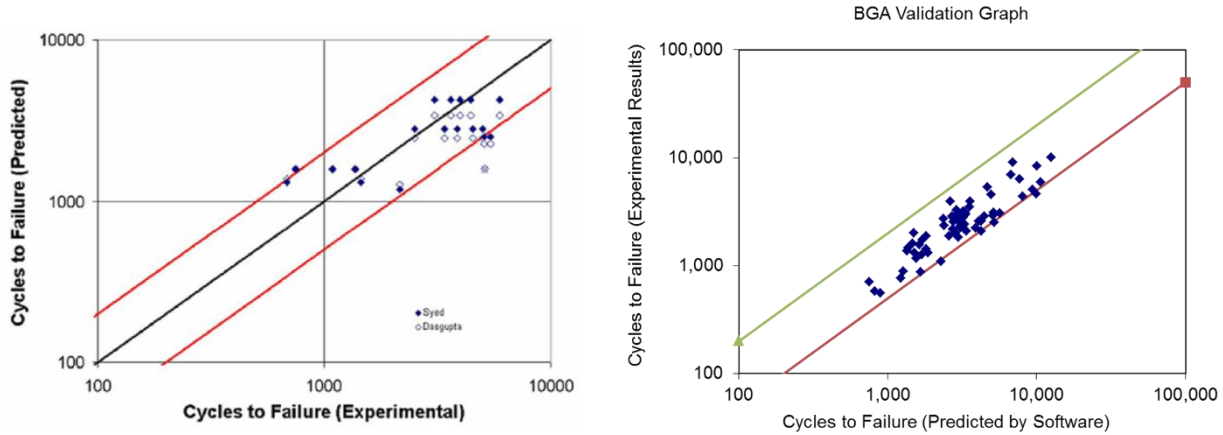 10000
1000
100
100
1000
10000
Cycles to Failure (Predicted)
Cycles to Failure (Experimental)
Syed
Dasgupta
BGA Validation Graph
100,000
10,000
1,000
100
100
1,000
10,000
100,000
Cycles to Failure (Experimental Results)
Cycles to Failure (Predicted by Software)